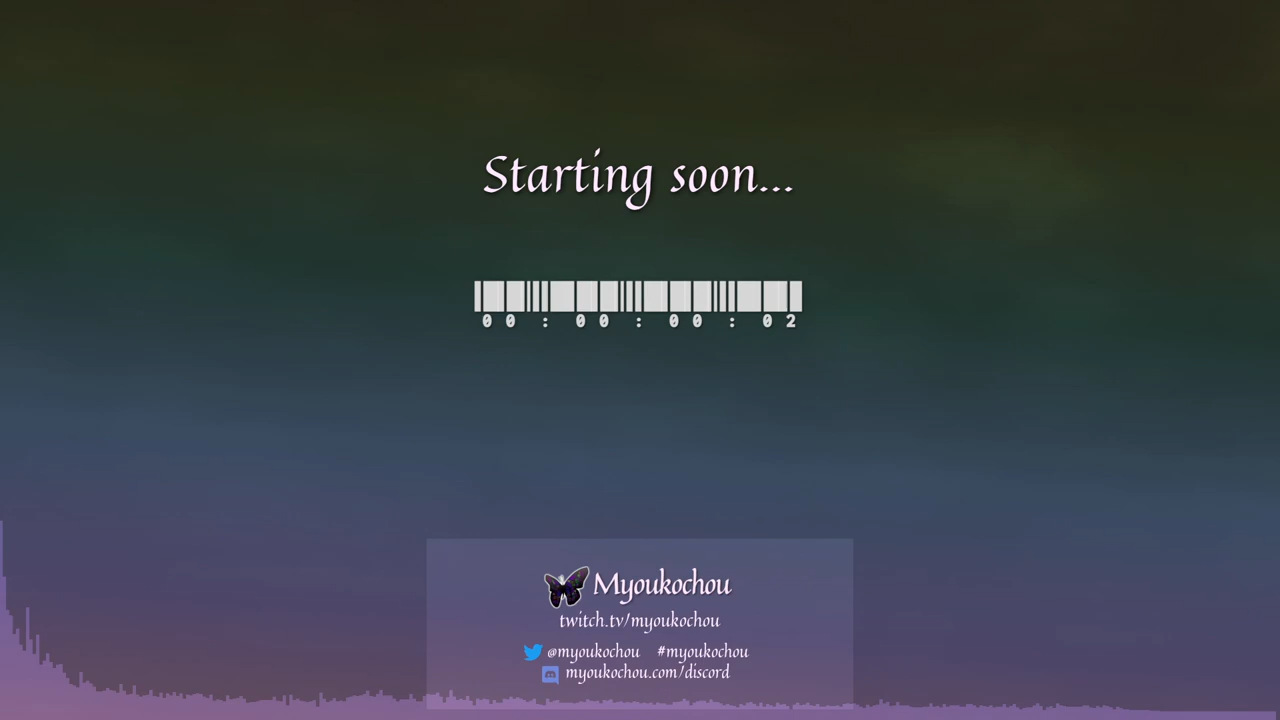 Starting soon...
00:00:00:02
Myoukochou
twitch.tv/myoukochou
@myoukochou #myoukochou
myoukochou.com/discord